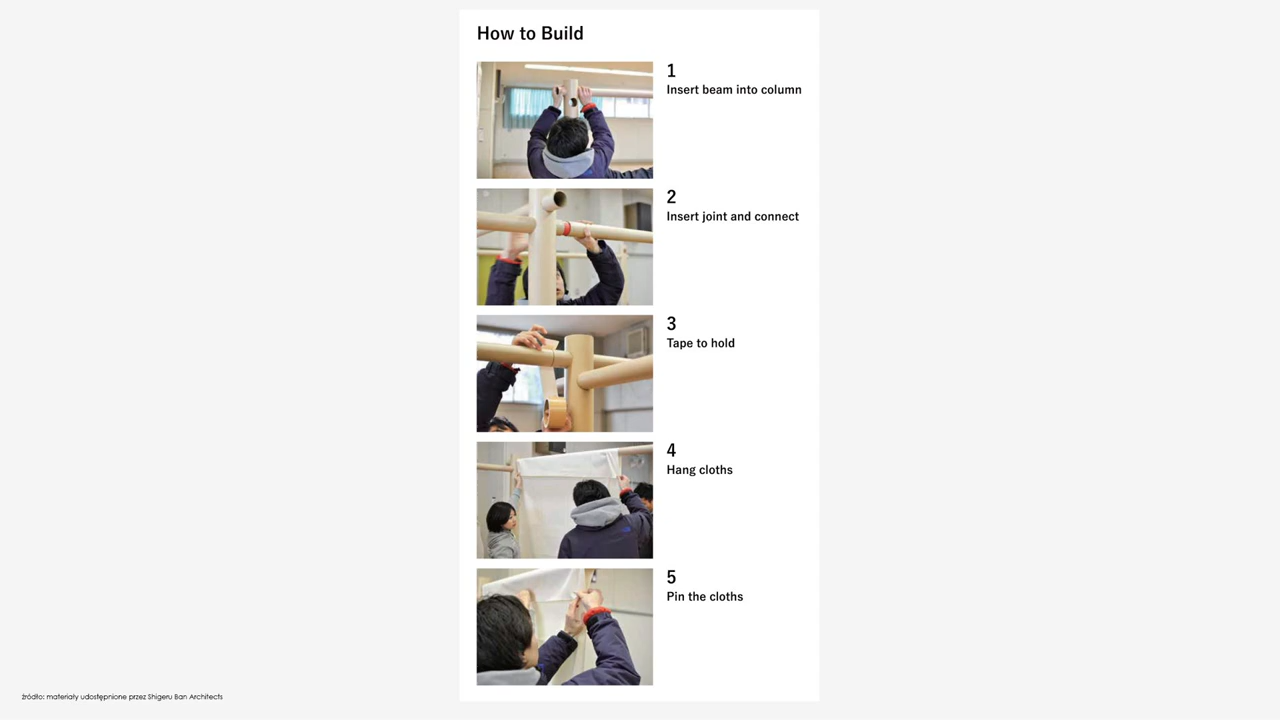 How to Build
1
Insert beam into column
2
Insert joint and connect
3
Tape to hold
4
Hang cloths
5
Pin the cloths
źródło: materiały udostępnione przez Shigeru Ban Architects